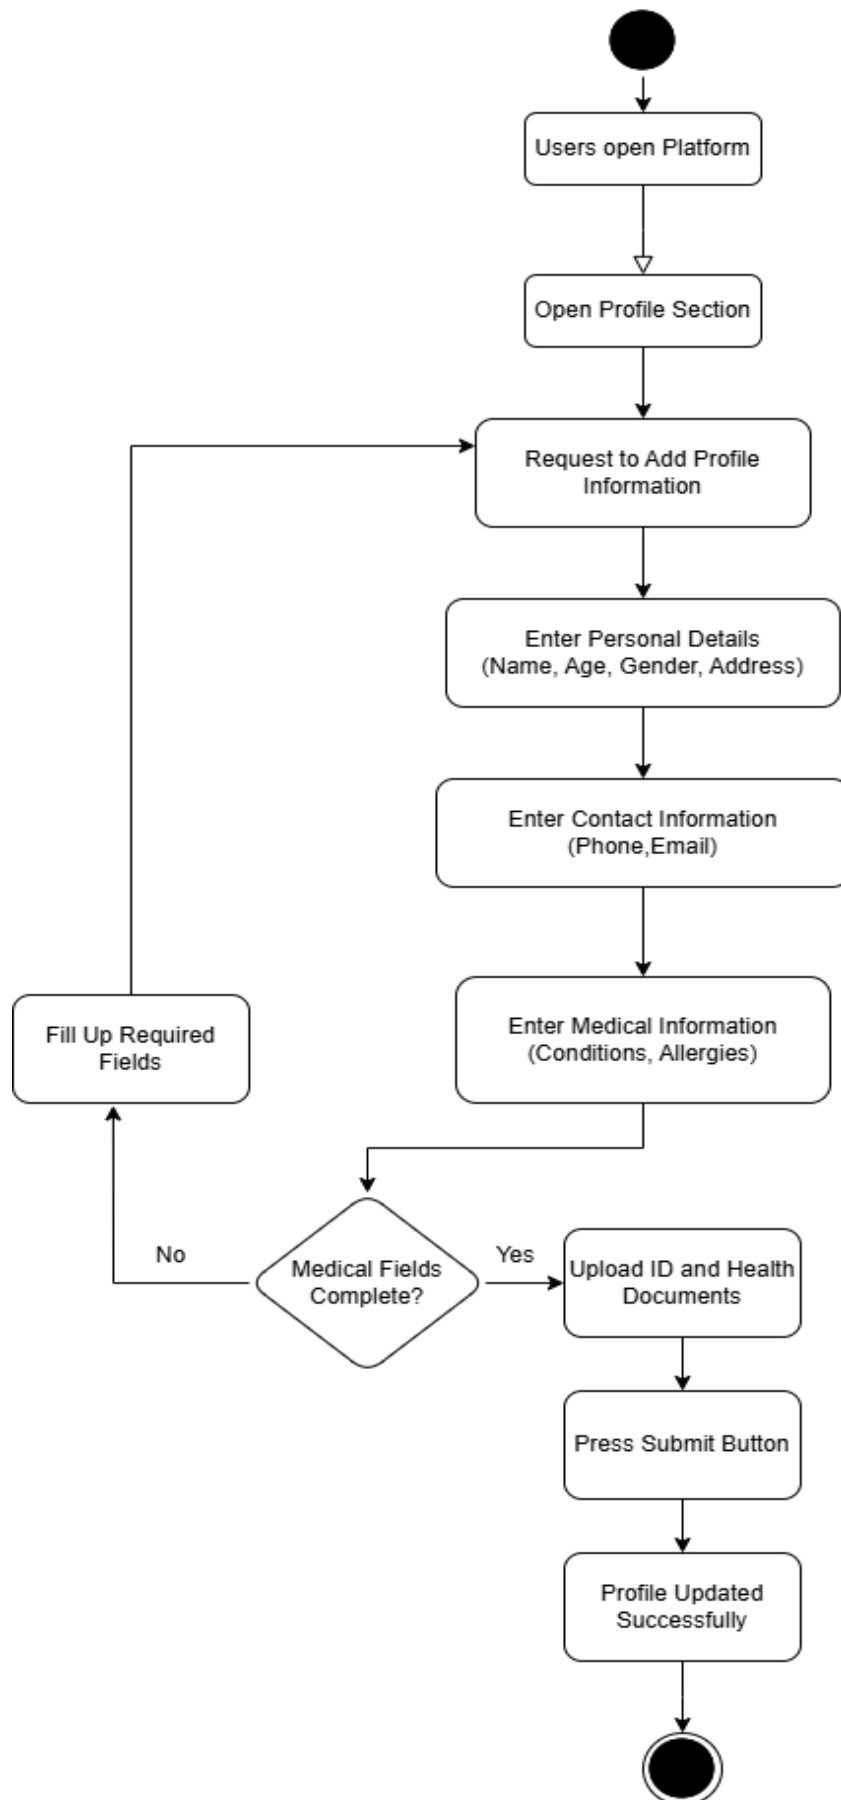 Users open Platform
Open Profile Section
Request to Add Profile
Information
Enter Personal Details
(Name, Age, Gender, Address)
Enter Contact Information
(Phone,Email)
Enter Medical Information
(Conditions, Allergies)
Fill Up Required
Fields
Medical Fields
Complete?
No
Yes
Upload ID and Health
Documents
Press Submit Button
Profile Updated
Successfully